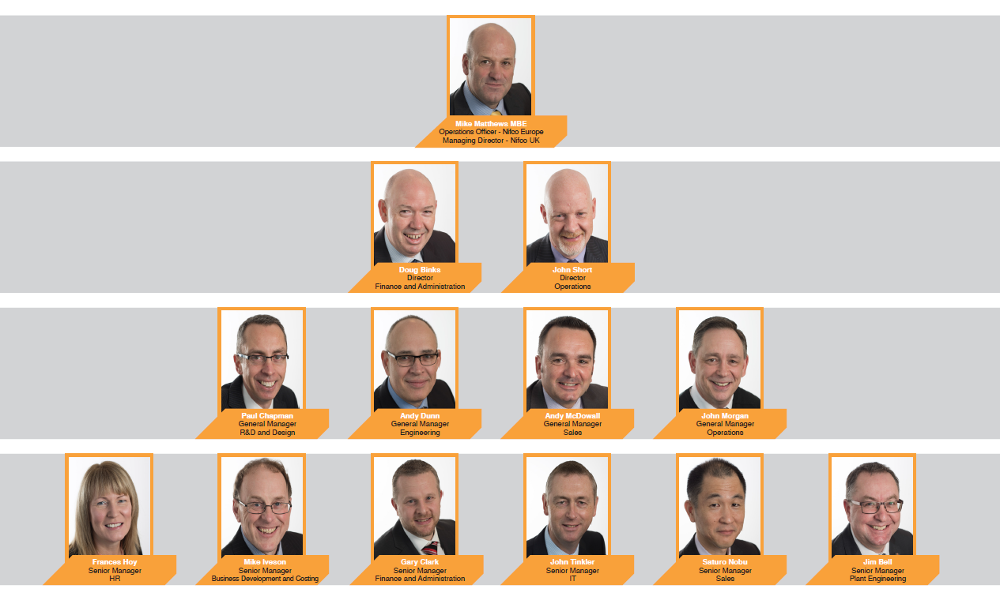 Mike Matthews MBE
Operations Officer - Nifco Europe
Managing Director - Nifco UK
Doug Binks
Director
Finance and Administration
John Short
Director
Operations
Paul Chapman
General Manager
R&D and Design
Andy Dunn
General Manager
Engineering
Andy McDowall
General Manager
Sales
John Morgan
General Manager
Operations
Frances Hoy
Senior Manager
HR
Mike Iveson
Senior Manager
Business Development and Costing
Gary Clark
Senior Manager
Finance and Administration
John Tinkler
Senior Manager
IT
Saturo Nobu
Senior Manager
Sales
Jim Bell
Senior Manager
Plant Engineering